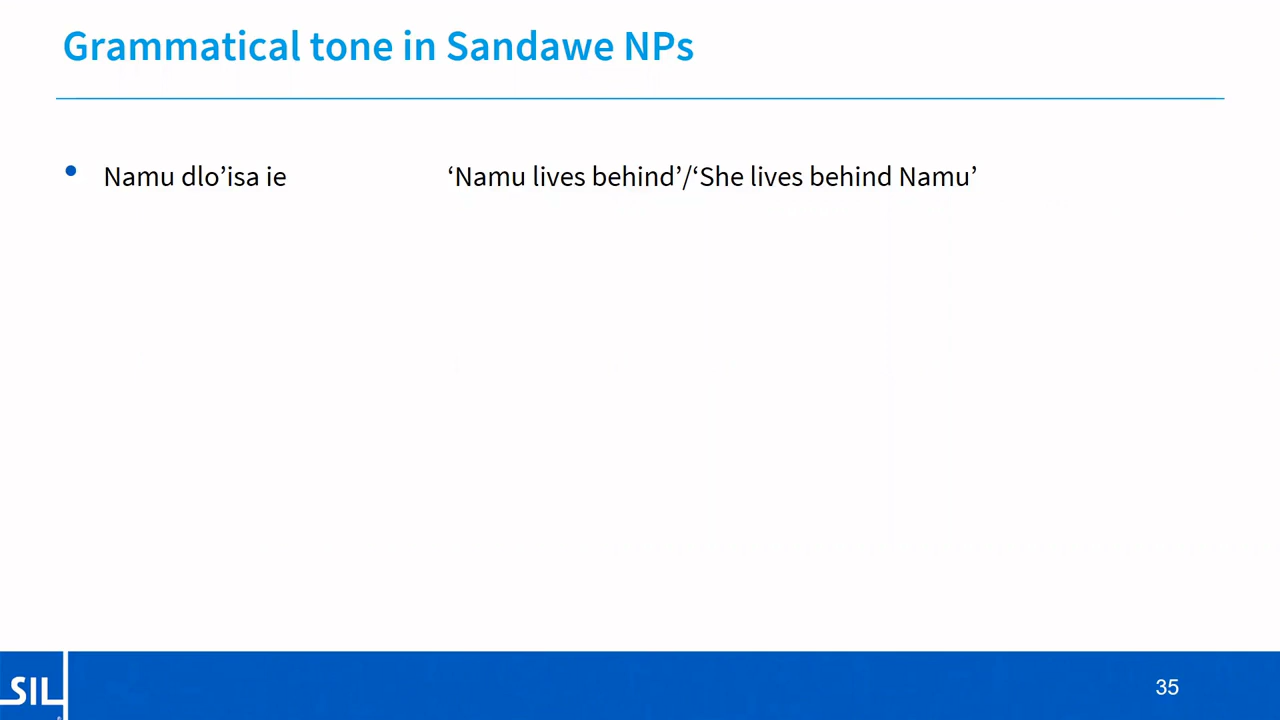 Grammatical tone in Sandawe NPs
• Namu dlo’isa ie ‘Namu lives behind’/‘She lives behind Namu’
SIL
35